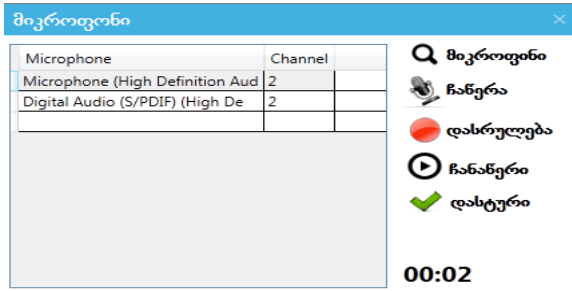 მიკროფონი
Microphone Channel
Microphone (High Definition Aud 2
Digital Audio (S/PDIF) (High De 2
მიკროფინი
ჩაწერა
დასრულება
ჩანაწერი
დასტური
00:02